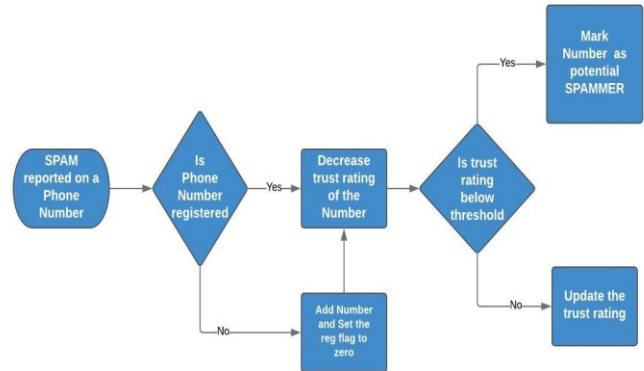 SPAM
reported on a
Phone
Number
Is
Phone
Number
registered
Yes
No
Add Number
and Set the
reg flag to
zero
Decrease
trust rating
of the
Number
Is trust
rating
below
threshold
Yes
Mark
Number as
potential
SPAMMER
No
Update the
trust rating